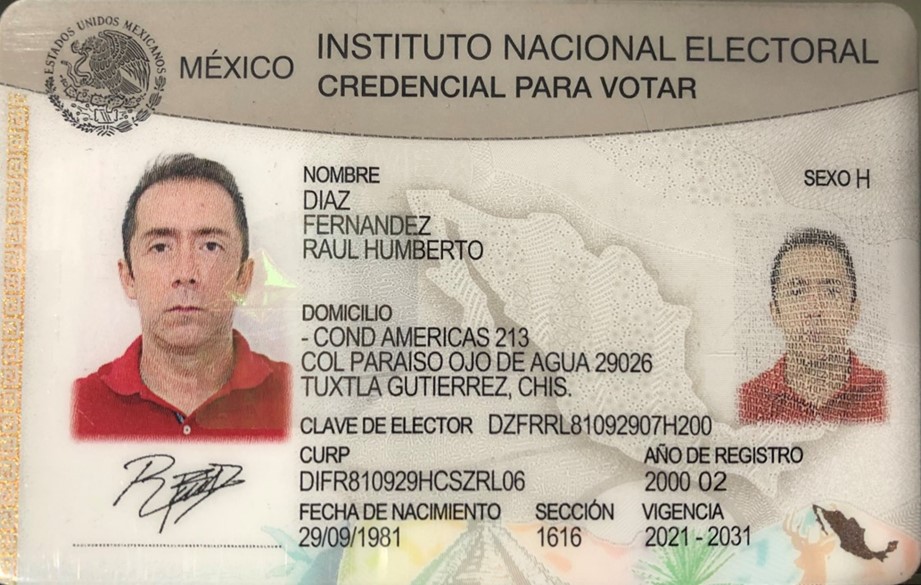 ESTADOS UNIDOS MEXICANOS
MÉXICO INSTITUTO NACIONAL ELECTORAL
CREDENCIAL PARA VOTAR
NOMBRE SEXO H
DIAZ
FERNANDEZ
RAUL HUMBERTO
DOMICILIO
- COND AMERICAS 213
COL PARAISO OJO DE AGUA 29026
TUXTLA GUTIERREZ, CHIS.
CLAVE DE ELECTOR DZFRRL81092907H200
CURP AÑO DE REGISTRO
DIFR810929HCSZRL06 2000 02
FECHA DE NACIMIENTO SECCIÓN VIGENCIA
29/09/1981 1616 2021 - 2031